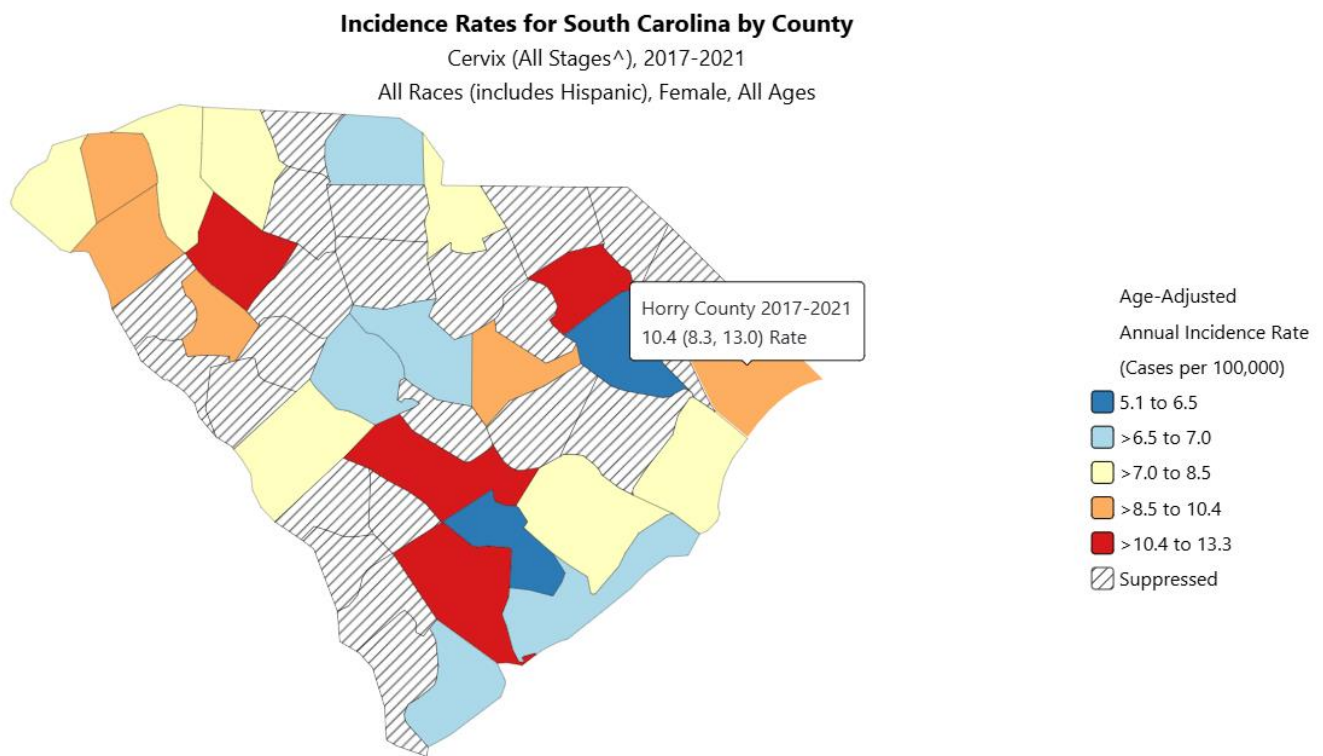 Incidence Rates for South Carolina by County
Cervix (All Stages^), 2017-2021
All Races (includes Hispanic), Female, All Ages
Horry County 2017-2021
10.4 (8.3, 13.0) Rate
Age-Adjusted
Annual Incidence Rate
(Cases per 100,000)
5.1 to 6.5
>6.5 to 7.0
>7.0 to 8.5
>8.5 to 10.4
>10.4 to 13.3
Suppressed